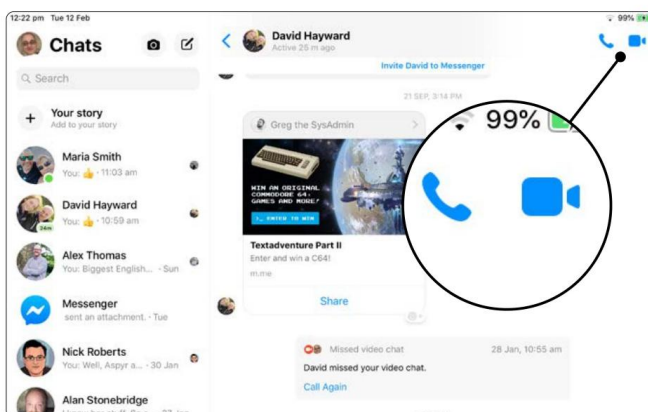 12:22 pm Tue 12 Feb
99%
Chats
Search
Your story
Add to your story
Maria Smith
You: 👍 · 11:03 am
David Hayward
You: 👍 · 10:59 am
24m
Alex Thomas
You: Biggest English... · Sun
Messenger
sent an attachment. · Tue
Nick Roberts
You: Well, Aspyr a... · 30 Jan
Alan Stonebridge
David Hayward
Active 25 m ago
Invite David to Messenger
21 SEP, 3:14 PM
Greg the SysAdmin
WIN AN ORIGINAL
COMMODORE 64,
GAMES AND MORE!
>_ ENTER TO WIN
Textadventure Part II
Enter and win a C64!
m.me
Share
Missed video chat
28 Jan, 10:55 am
David missed your video chat.
Call Again
99%